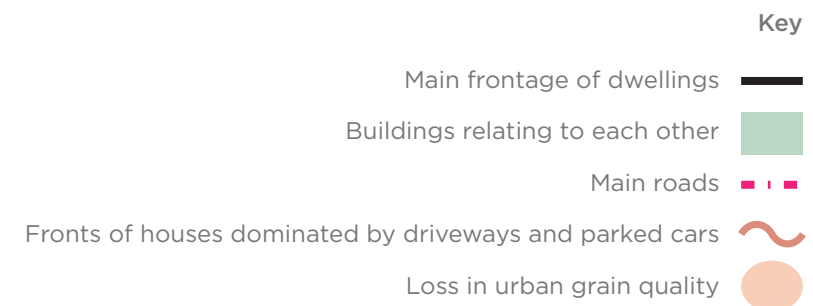 Key
Main frontage of dwellings
Buildings relating to each other
Main roads
Fronts of houses dominated by driveways and parked cars
Loss in urban grain quality